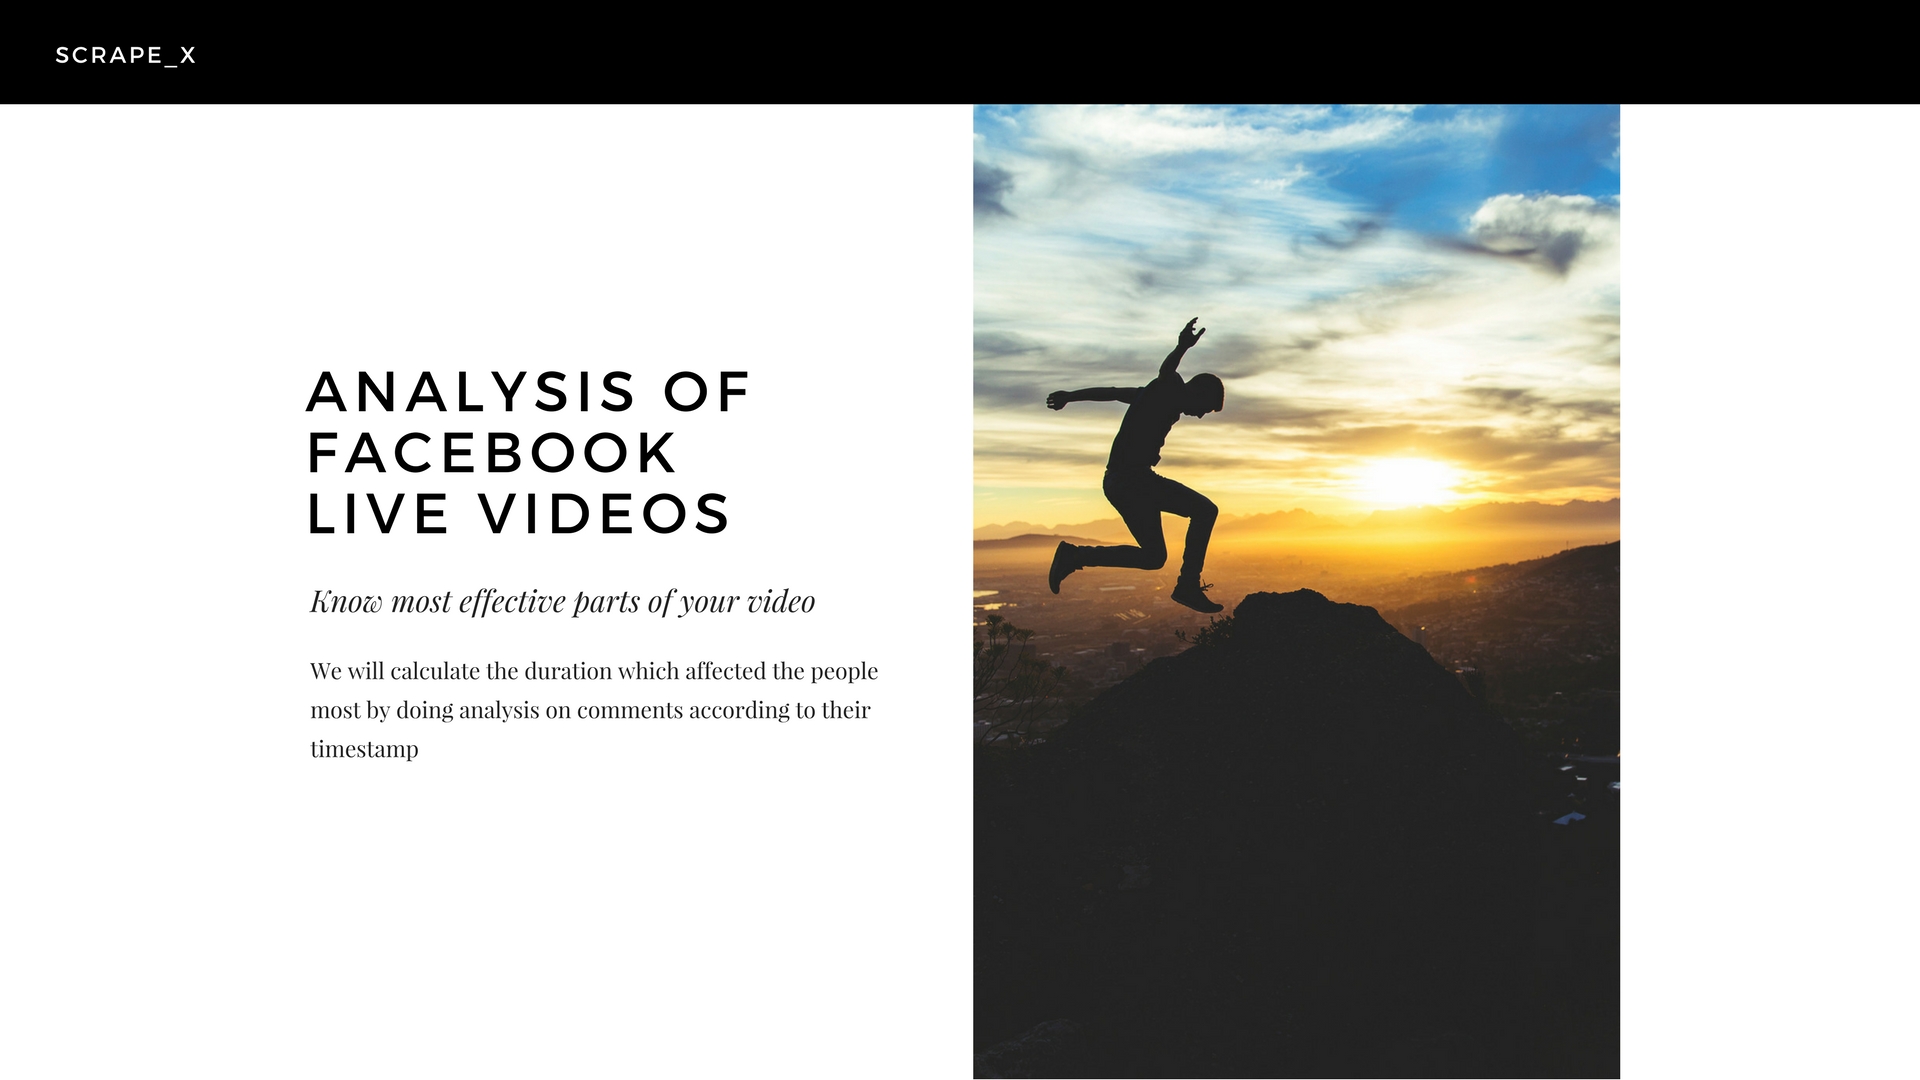 SCRAPE_X
ANALYSIS OF
FACEBOOK
LIVE VIDEOS
Know most effective parts of your video
We will calculate the duration which affected the people
most by doing analysis on comments according to their
timestamp